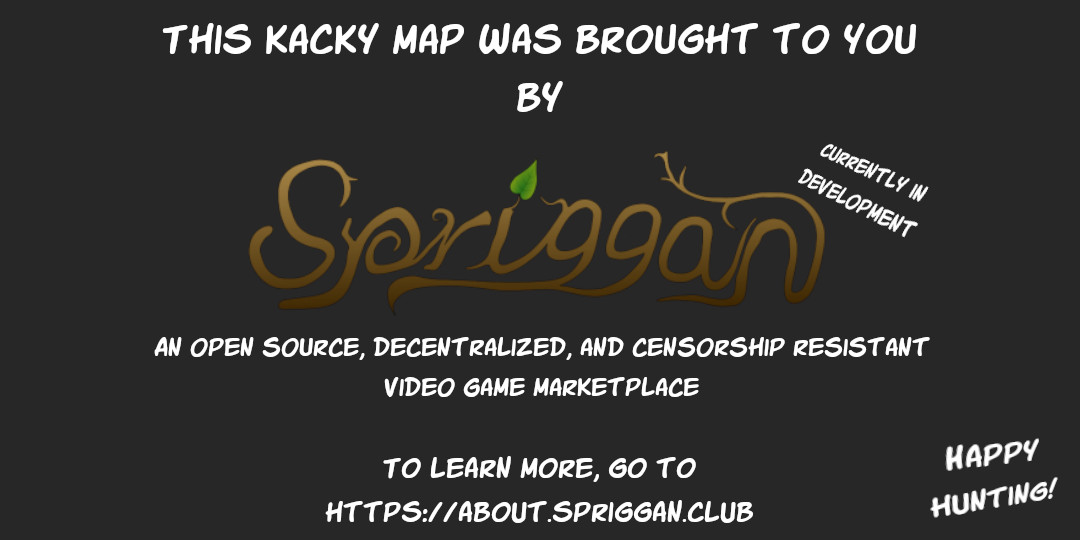 THIS KACKY MAP WAS BROUGHT TO YOU
BY
Spriggan
CURRENTLY IN
DEVELOPMENT
AN OPEN SOURCE, DECENTRALIZED, AND CENSORSHIP RESISTANT
VIDEO GAME MARKETPLACE
TO LEARN MORE, GO TO
HTTPS://ABOUT.SPRIGGAN.CLUB
HAPPY
HUNTING!